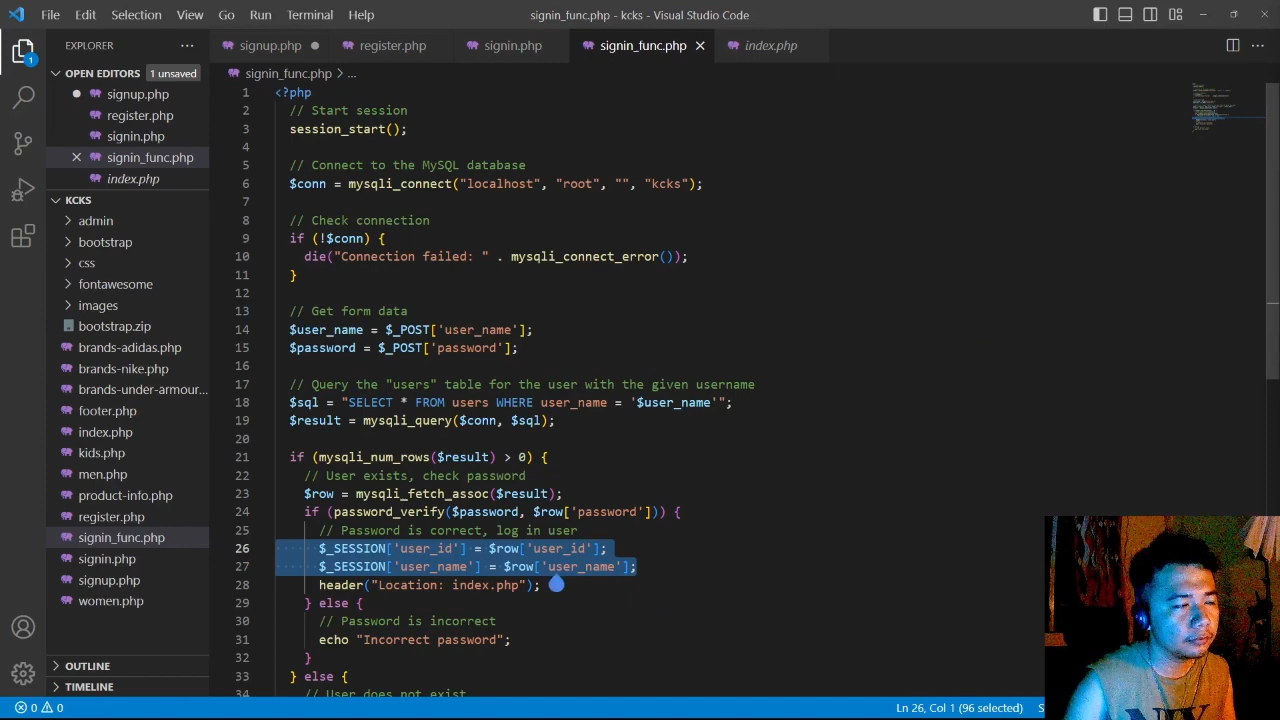 File Edit Selection View Go Run Terminal Help
signin_func.php - kcks - Visual Studio Code
EXPLORER
signup.php register.php signin.php signin_func.php index.php
OPEN EDITORS 1 unsaved
signup.php
register.php
signin.php
signin_func.php
index.php
KCKS
admin
bootstrap
css
fontawesome
images
bootstrap.zip
brands-adidas.php
brands-nike.php
brands-under-armour...
footer.php
index.php
kids.php
men.php
product-info.php
register.php
signin_func.php
signin.php
signup.php
women.php
OUTLINE
TIMELINE
1
signin_func.php > ...
1 <?php
2 // Start session
3 session_start();
4
5 // Connect to the MySQL database
6 $conn = mysqli_connect("localhost", "root", "", "kcks");
7
8 // Check connection
9 if (!$conn) {
10 die("Connection failed: " . mysqli_connect_error());
11 }
12
13 // Get form data
14 $user_name = $_POST['user_name'];
15 $password = $_POST['password'];
16
17 // Query the "users" table for the user with the given username
18 $sql = "SELECT * FROM users WHERE user_name = '$user_name'";
19 $result = mysqli_query($conn, $sql);
20
21 if (mysqli_num_rows($result) > 0) {
22 // User exists, check password
23 $row = mysqli_fetch_assoc($result);
24 if (password_verify($password, $row['password'])) {
25 // Password is correct, log in user
26 $_SESSION['user_id'] = $row['user_id'];
27 $_SESSION['user_name'] = $row['user_name'];
28 header("Location: index.php");
29 } else {
30 // Password is incorrect
31 echo "Incorrect password";
32 }
33 } else {
34 // User does not exist
0 0
Ln 26, Col 1 (96 selected)